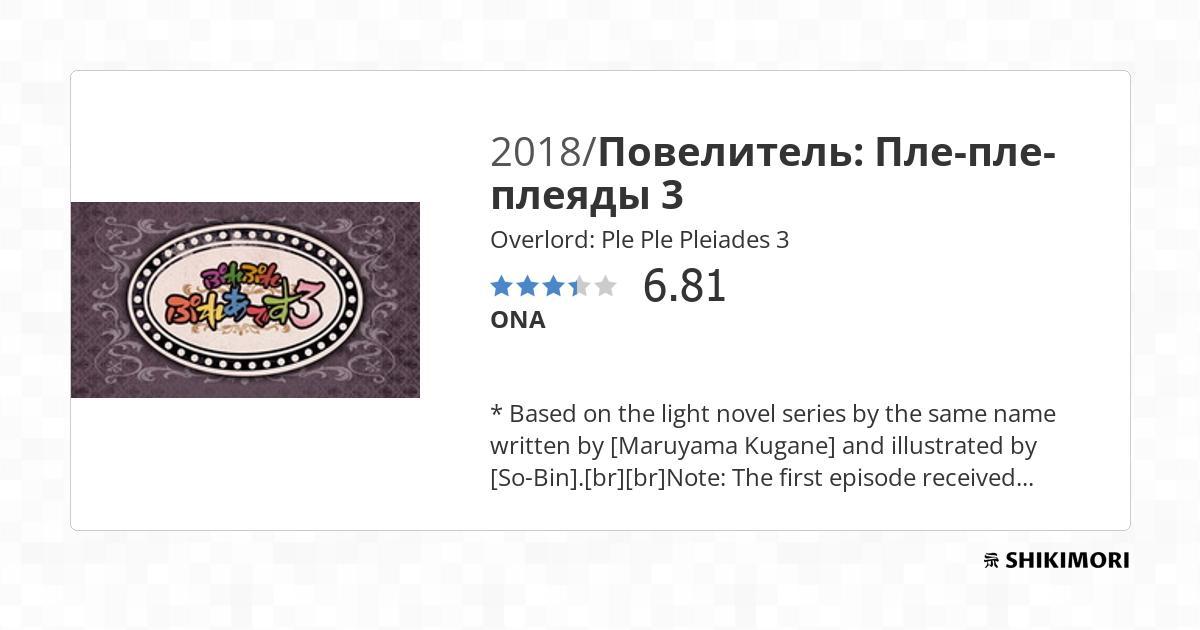 ぷれぷれ
ぷれあです3
2018/Повелитель: Пле-пле-
плеяды 3
Overlord: Ple Ple Pleiades 3
6.81
ONA
* Based on the light novel series by the same name
written by [Maruyama Kugane] and illustrated by
[So-Bin].[br][br]Note: The first episode received...
SHIKIMORI